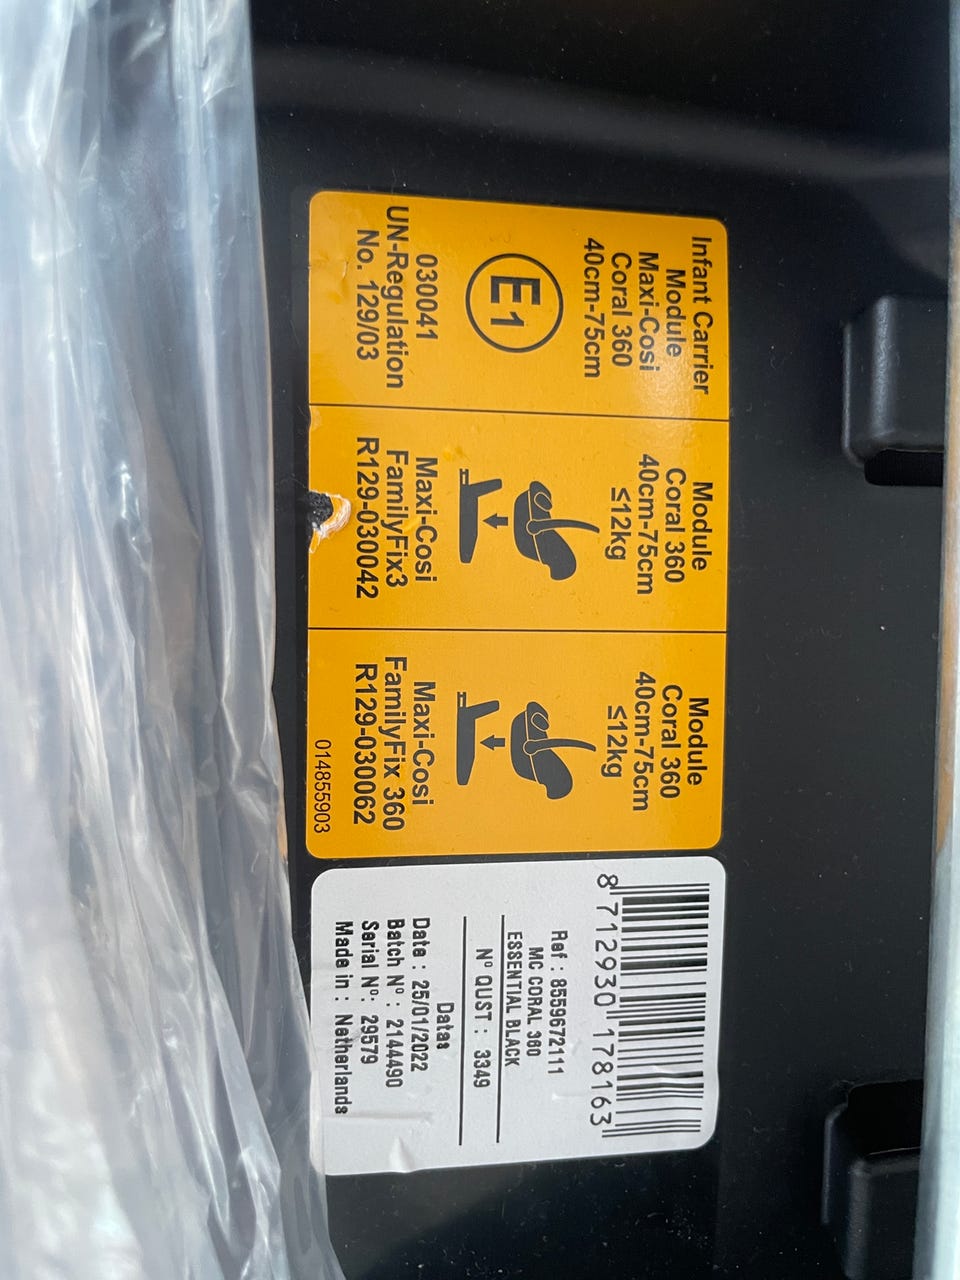 Infant Carrier
Module
Maxi-Cosi
Coral 360
40cm-75cm
E1
030041
UN-Regulation
No. 129/03
Module
Coral 360
40cm-75cm
≤12kg
Maxi-Cosi
FamilyFix3
R129-030042
Module
Coral 360
40cm-75cm
≤12kg
Maxi-Cosi
FamilyFix 360
R129-030062
014855903
8 712930 178163
Ref : 8559672111
MC CORAL 360
ESSENTIAL BLACK
N° QUST : 3349
Datas
Date : 25/01/2022
Batch N° : 2144490
Serial N° : 29579
Made in : Netherlands